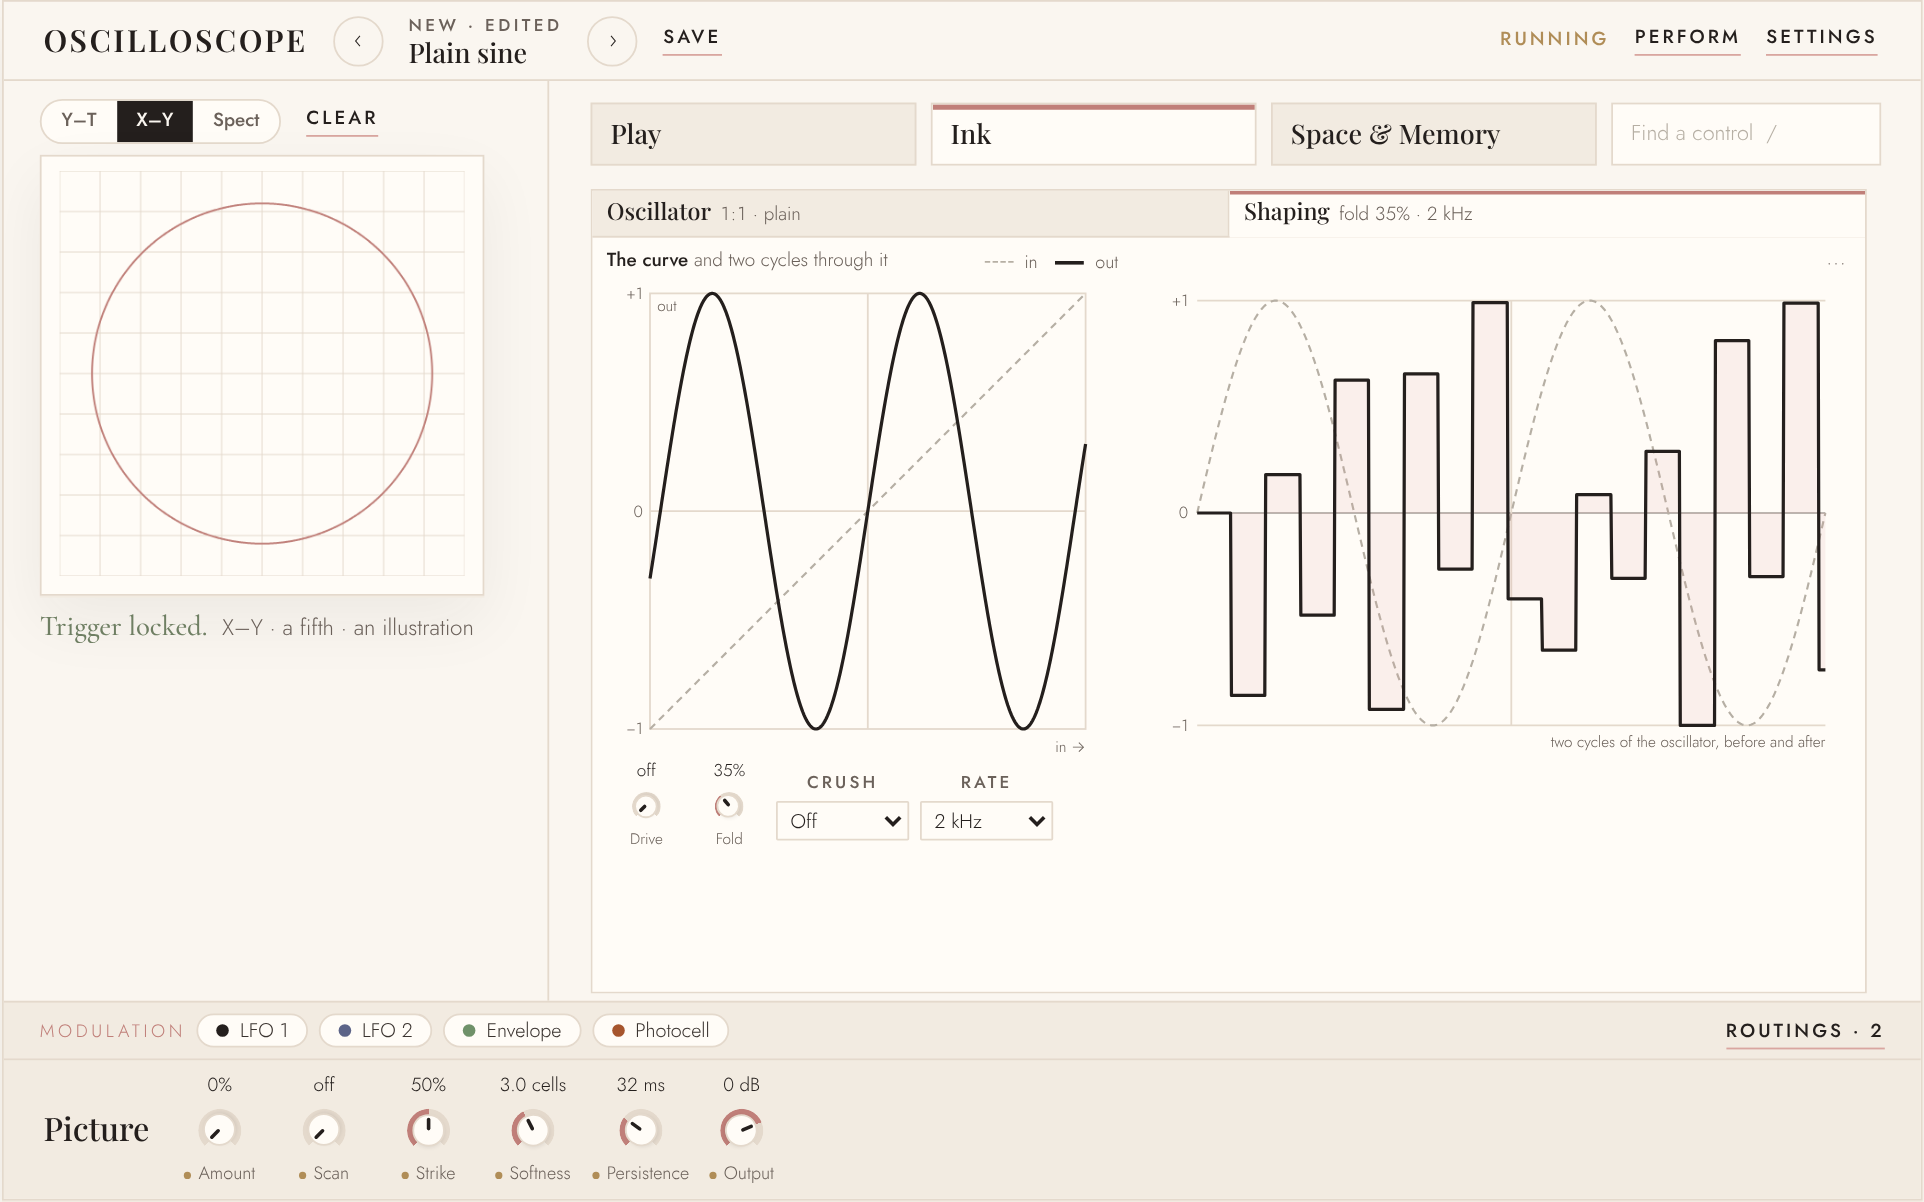 OSCILLOSCOPE
‹
NEW · EDITED
Plain sine
›
SAVE
RUNNING
PERFORM
SETTINGS
Y–T
X–Y
Spect
CLEAR
Play
Ink
Space & Memory
Find a control /
Oscillator 1:1 · plain
Shaping fold 35% · 2 kHz
The curve and two cycles through it
in
out
...
+1
out
0
−1
in →
+1
0
−1
two cycles of the oscillator, before and after
Trigger locked. X–Y · a fifth · an illustration
off
35%
CRUSH
RATE
Off
2 kHz
Drive
Fold
MODULATION
LFO 1
LFO 2
Envelope
Photocell
ROUTINGS · 2
Picture
0%
off
50%
3.0 cells
32 ms
0 dB
Amount
Scan
Strike
Softness
Persistence
Output